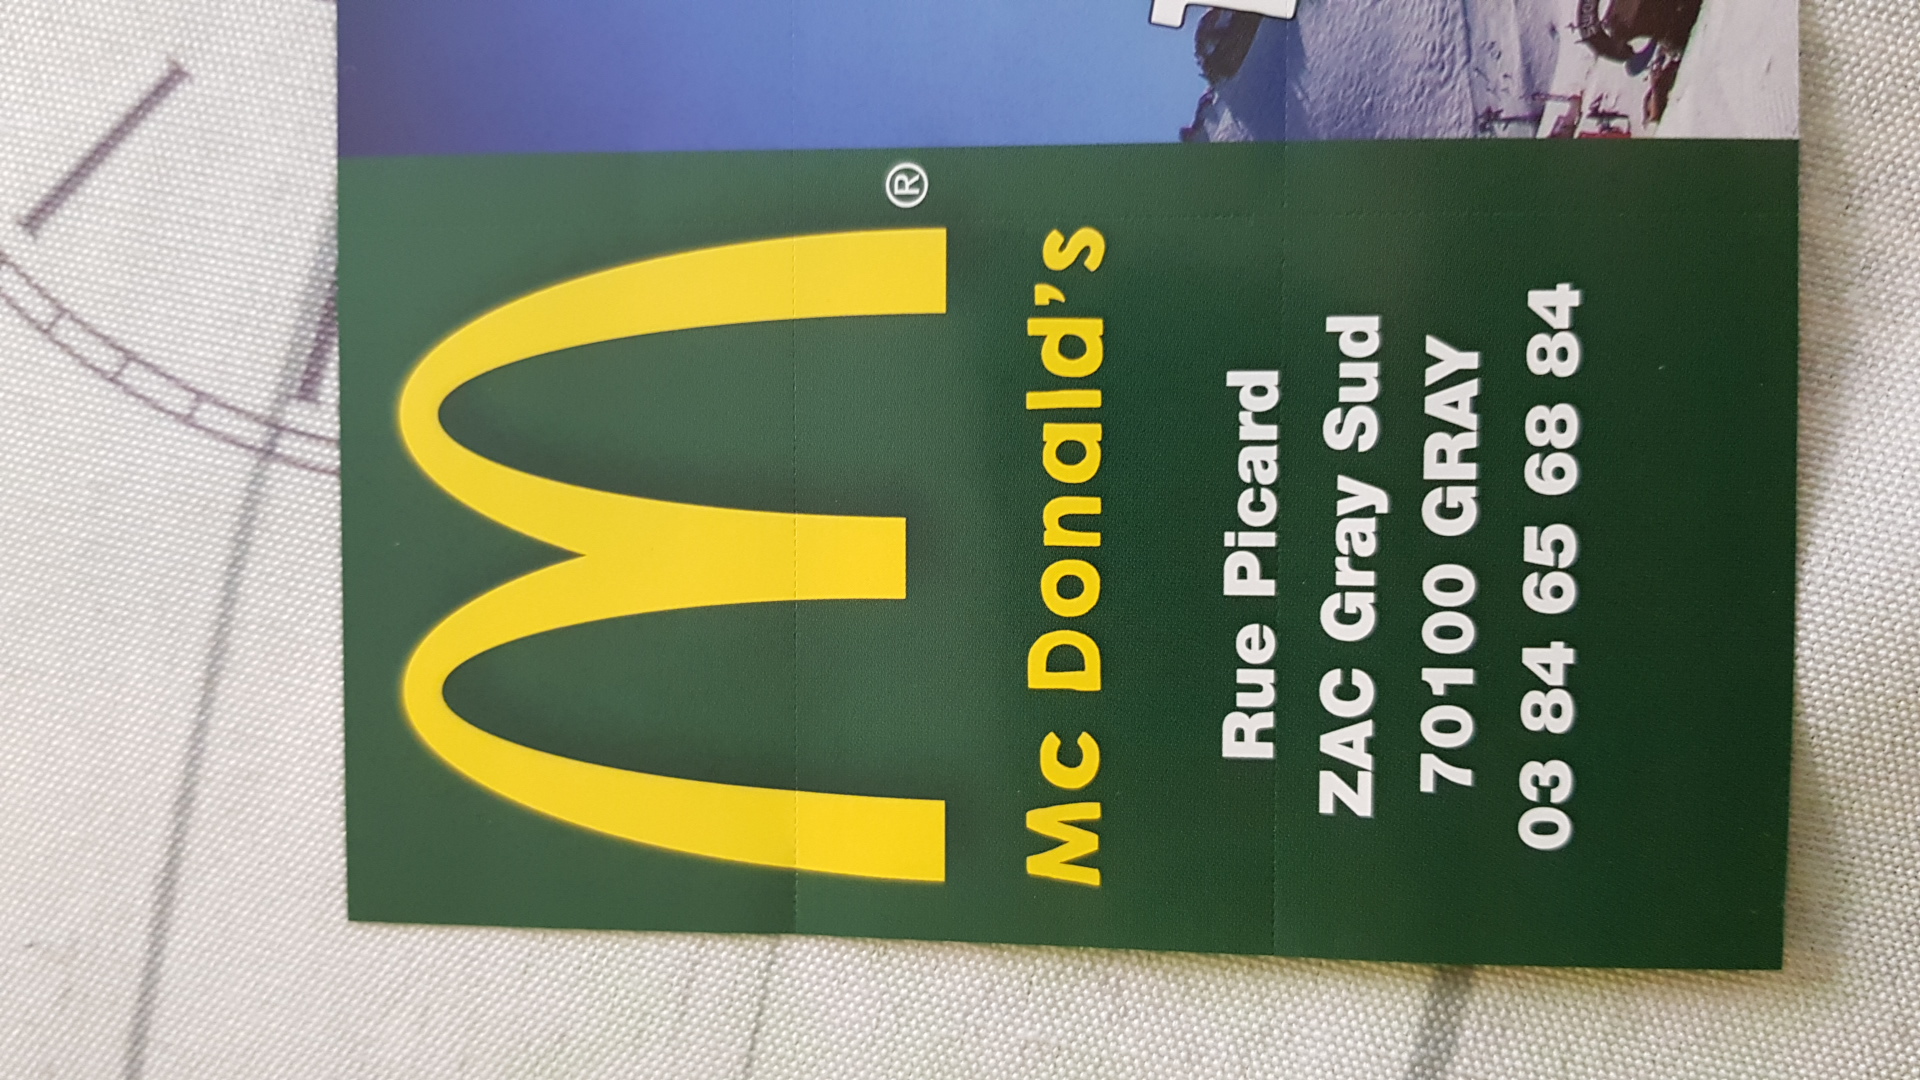 ®
Mc Donald's
Rue Picard
ZAC Gray Sud
70100 GRAY
03 84 65 68 84